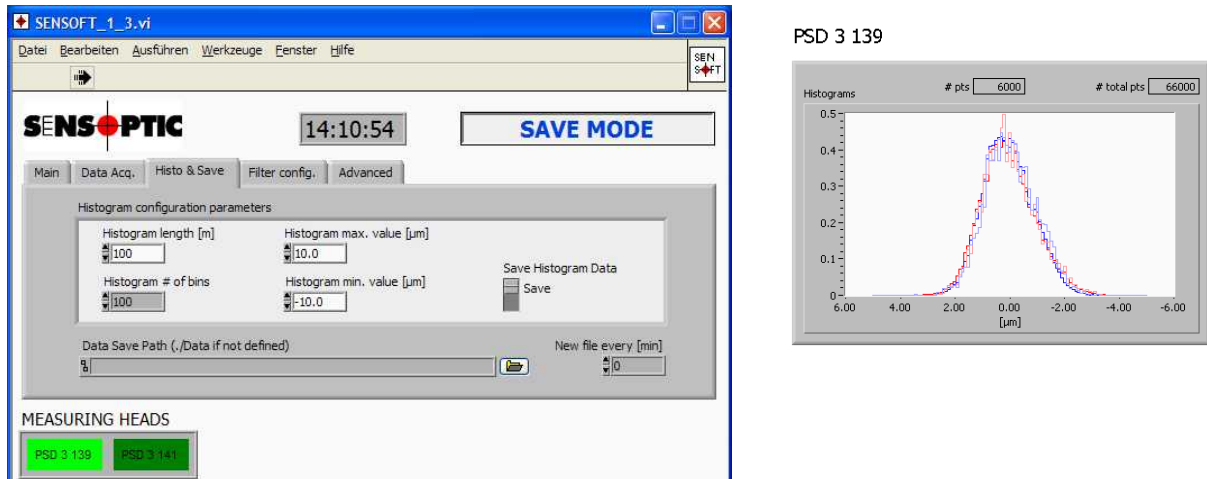 SENSOFT_1_3.vi
Datei Bearbeiten Ausführen Werkzeuge Fenster Hilfe
SEN
SOFT
SENSOPTIC
14:10:54
SAVE MODE
Main Data Acq. Histo & Save Filter config. Advanced
Histogram configuration parameters
Histogram length [m] Histogram max. value [µm]
100 10.0
Histogram # of bins Histogram min. value [µm]
100 -10.0
Save Histogram Data
Save
Data Save Path (./Data if not defined) New file every [min]
0
MEASURING HEADS
PSD 3 139 PSD 3 141
PSD 3 139
Histograms # pts 6000 # total pts 66000
0.5
0.4
0.3
0.2
0.1
0
6.00 4.00 2.00 0.00 -2.00 -4.00 -6.00
[µm]